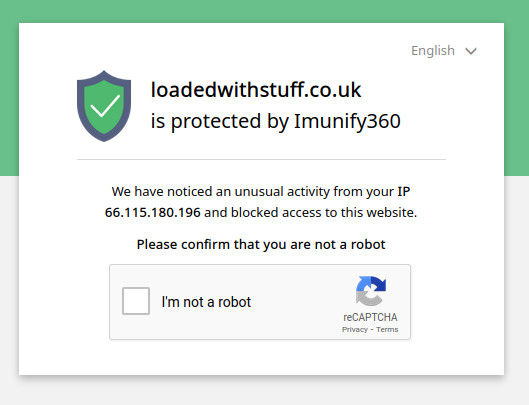 English
loadedwithstuff.co.uk
is protected by Imunify360
We have noticed an unusual activity from your IP
66.115.180.196 and blocked access to this website.
Please confirm that you are not a robot
I'm not a robot
reCAPTCHA
Privacy - Terms